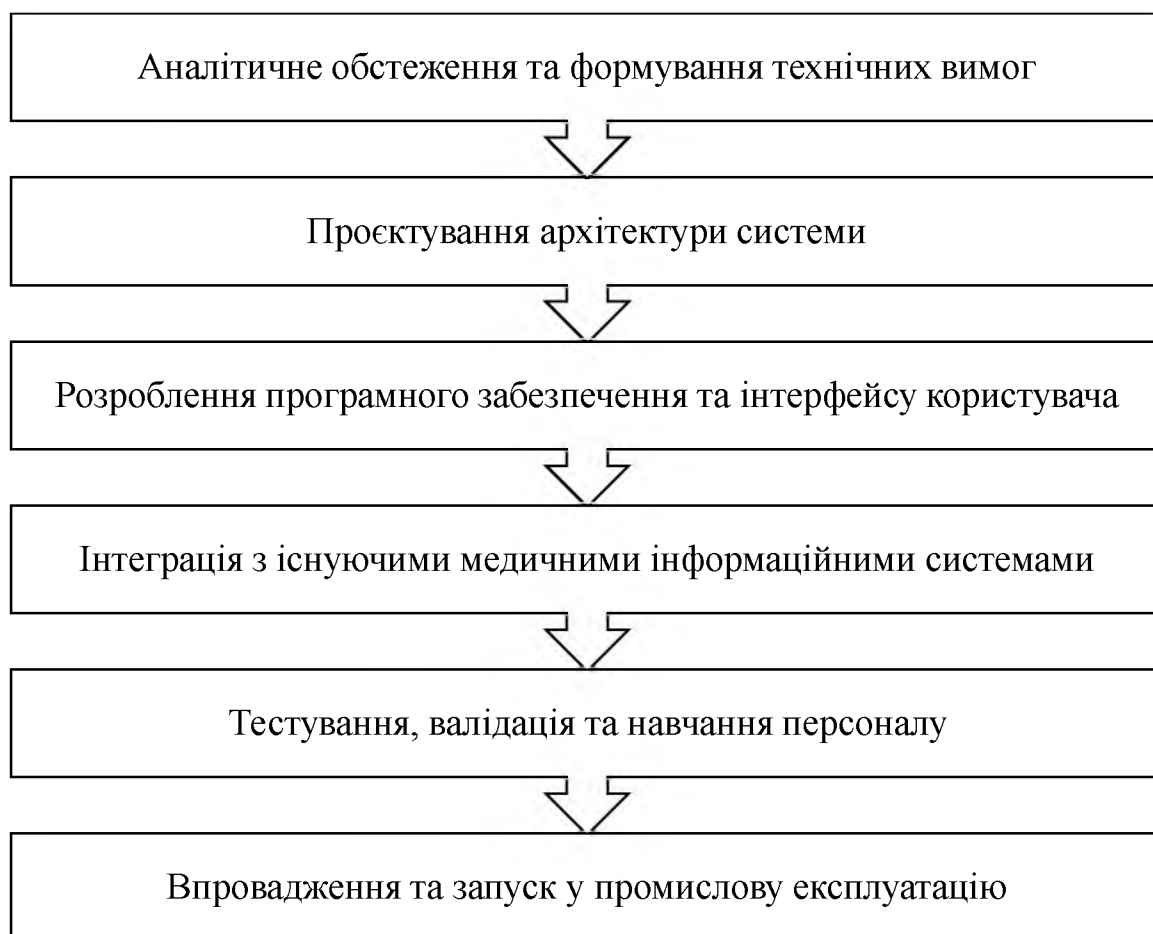 Аналітичне обстеження та формування технічних вимог
Проєктування архітектури системи
Розроблення програмного забезпечення та інтерфейсу користувача
Інтеграція з існуючими медичними інформаційними системами
Тестування, валідація та навчання персоналу
Впровадження та запуск у промислову експлуатацію